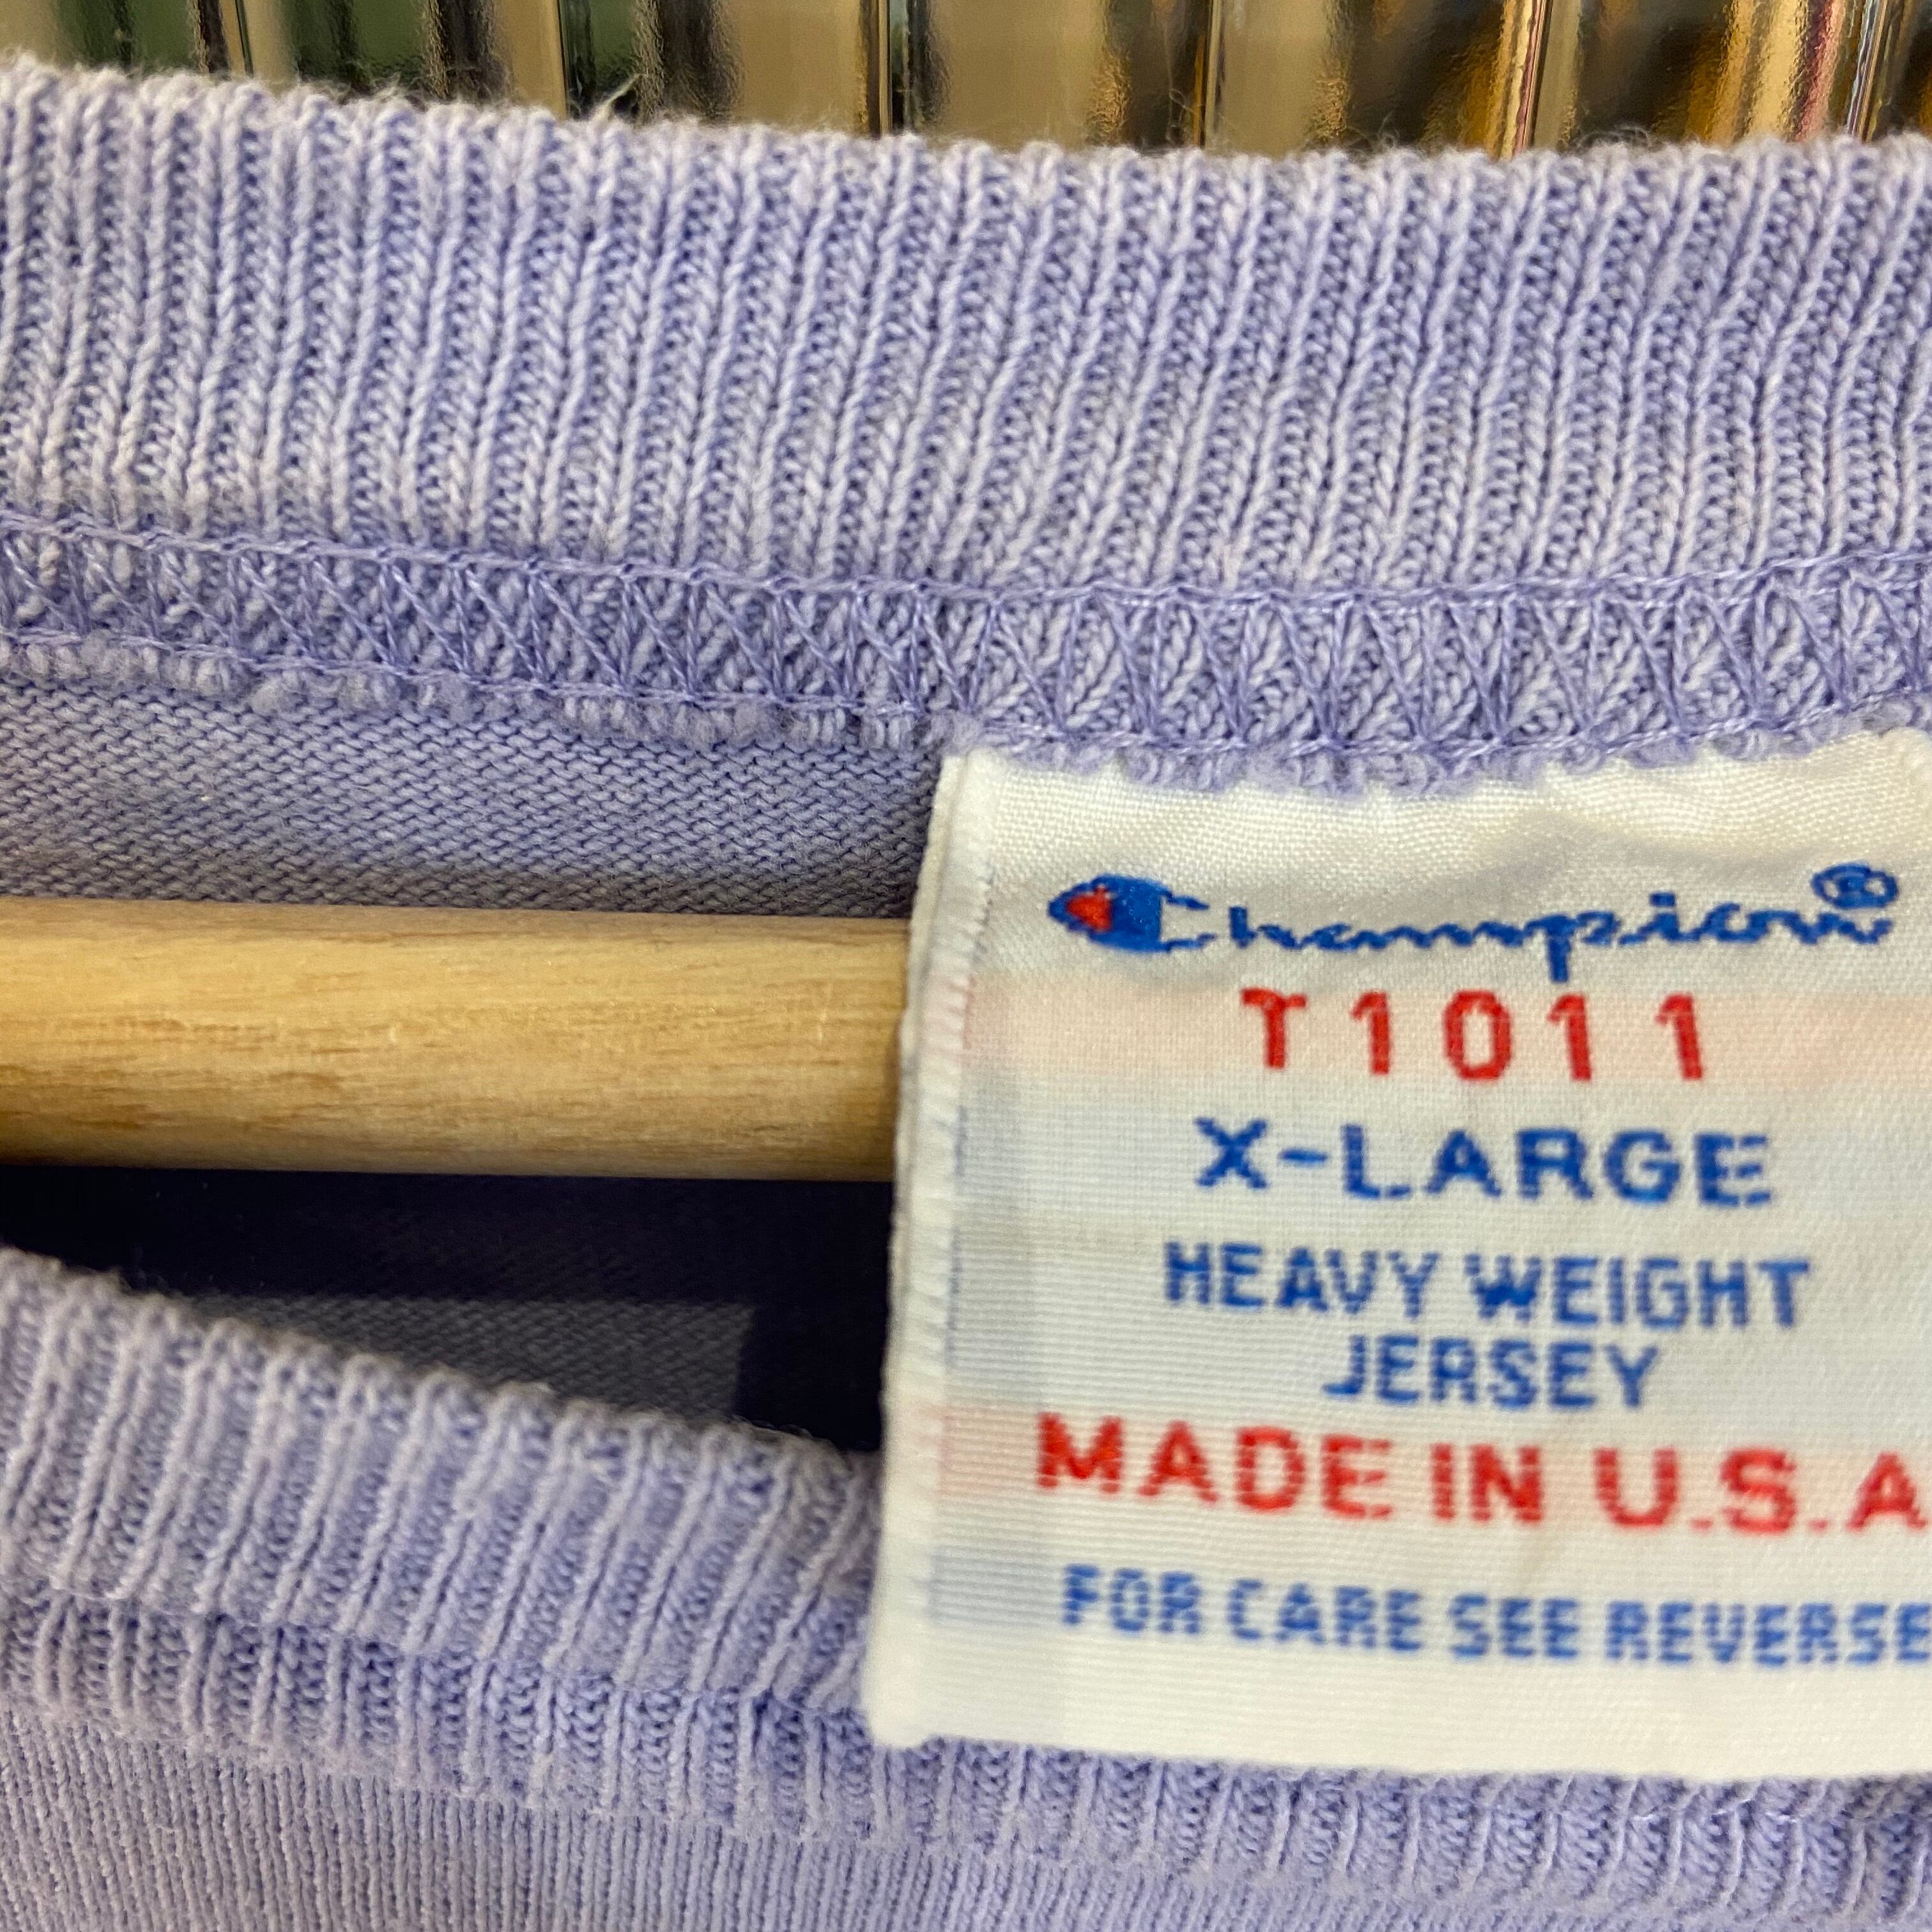 Champion®
T1011
X-LARGE
HEAVY WEIGHT
JERSEY
MADE IN U.S.A
FOR CARE SEE REVERSE